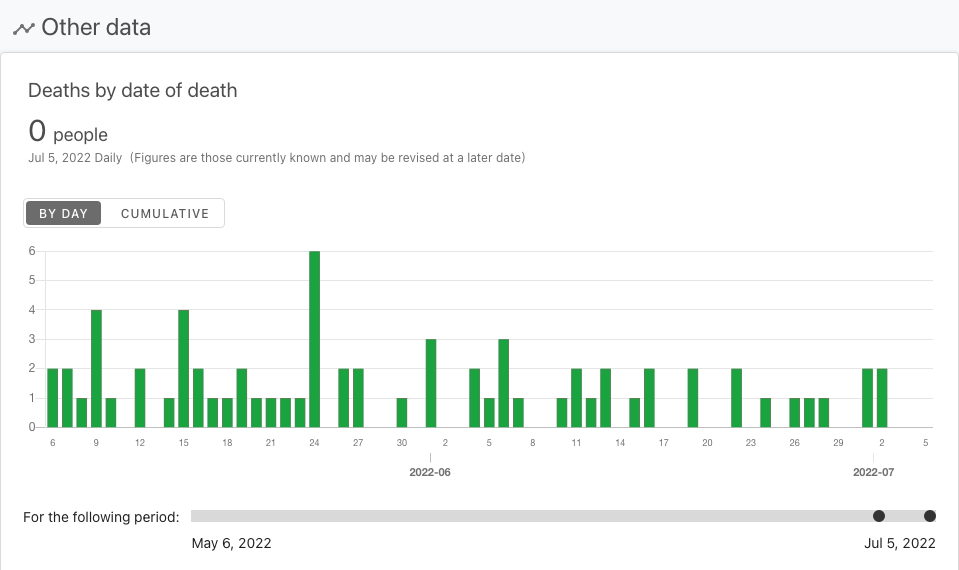 Other data
Deaths by date of death
0 people
Jul 5, 2022 Daily (Figures are those currently known and may be revised at a later date)
BY DAY CUMULATIVE
6
5
4
3
2
1
0
6 9 12 15 18 21 24 27 30 2 5 8 11 14 17 20 23 26 29 2 5
2022-06 2022-07
For the following period:
May 6, 2022 Jul 5, 2022